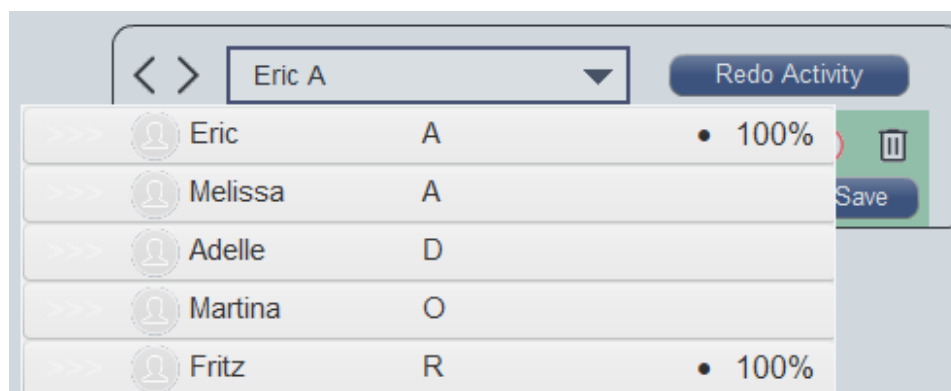 < > Eric A Redo Activity
>>> Eric A • 100%
>>> Melissa A
Save
>>> Adelle D
>>> Martina O
>>> Fritz R • 100%